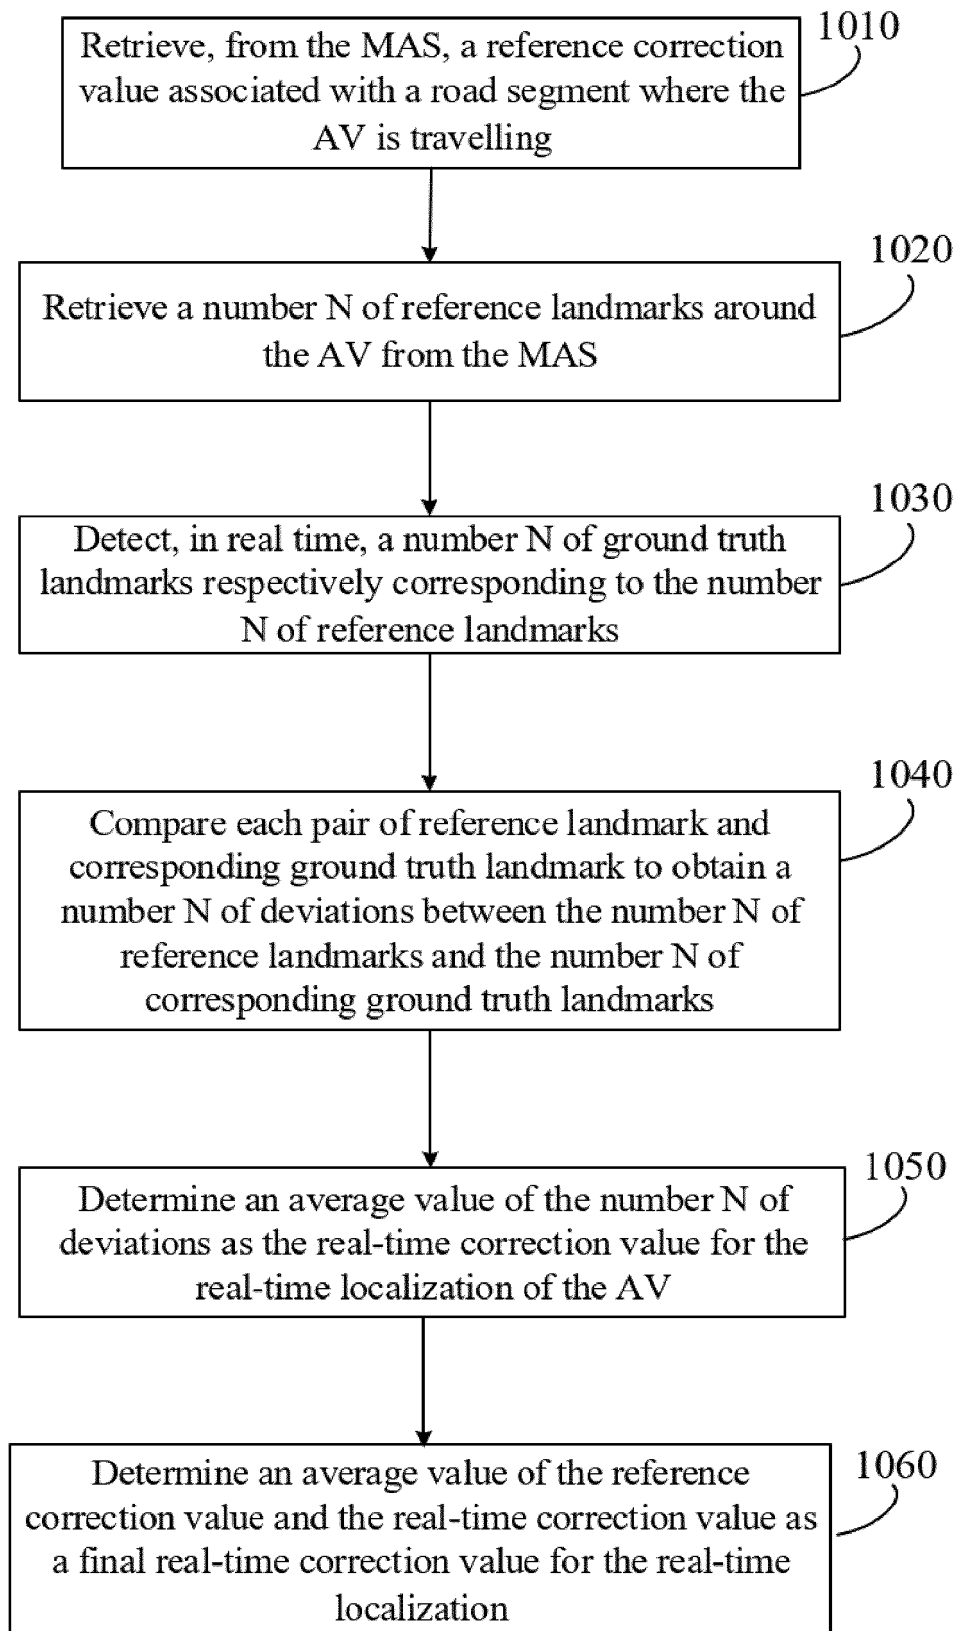 1010
Retrieve, from the MAS, a reference correction
value associated with a road segment where the
AV is travelling
1020
Retrieve a number N of reference landmarks around
the AV from the MAS
1030
Detect, in real time, a number N of ground truth
landmarks respectively corresponding to the number
N of reference landmarks
1040
Compare each pair of reference landmark and
corresponding ground truth landmark to obtain a
number N of deviations between the number N of
reference landmarks and the number N of
corresponding ground truth landmarks
1050
Determine an average value of the number N of
deviations as the real-time correction value for the
real-time localization of the AV
1060
Determine an average value of the reference
correction value and the real-time correction value as
a final real-time correction value for the real-time
localization